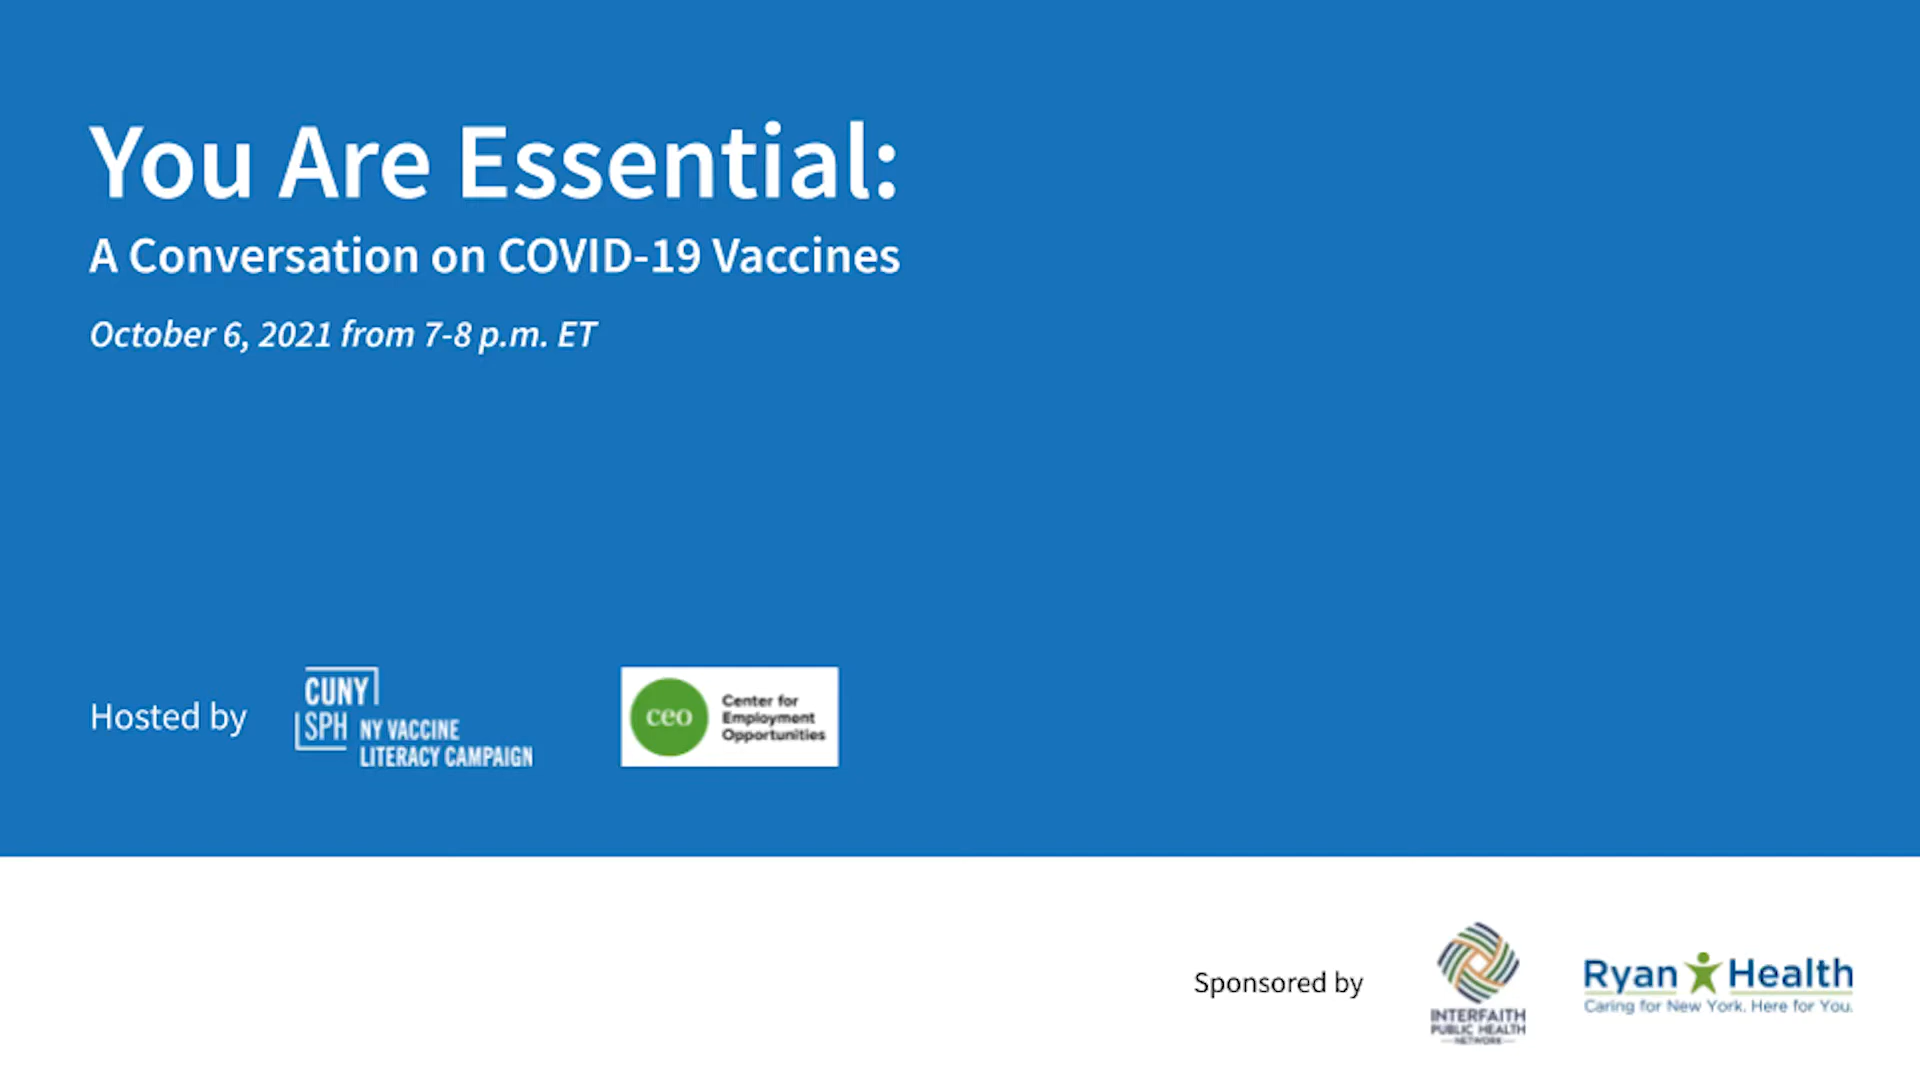 You Are Essential:
A Conversation on COVID-19 Vaccines
October 6, 2021 from 7-8 p.m. ET
Hosted by
CUNY
SPH NY VACCINE
LITERACY CAMPAIGN
ceo
Center for
Employment
Opportunities
Sponsored by
INTERFAITH
PUBLIC HEALTH
NETWORK
Ryan Health
Caring for New York. Here for You.